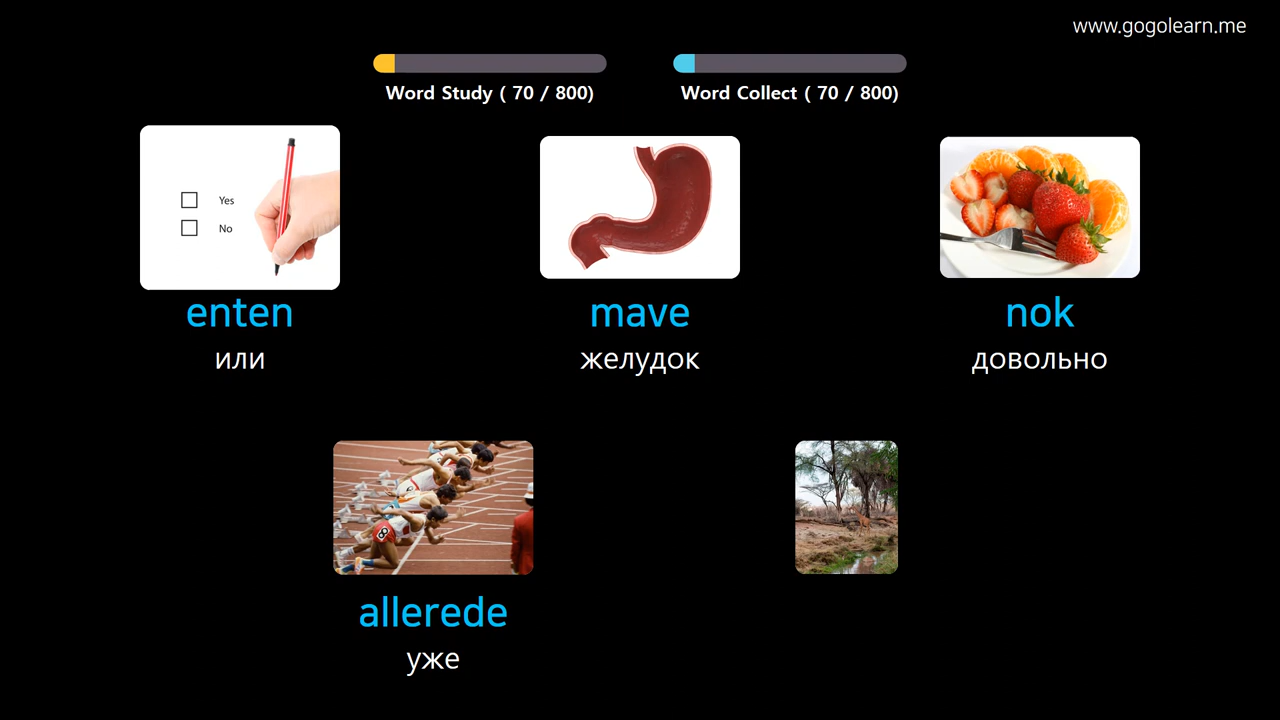 www.gogolearn.me
Word Study ( 70 / 800)
Word Collect ( 70 / 800)
Yes
No
enten
или
mave
желудок
nok
довольно
8
allerede
уже